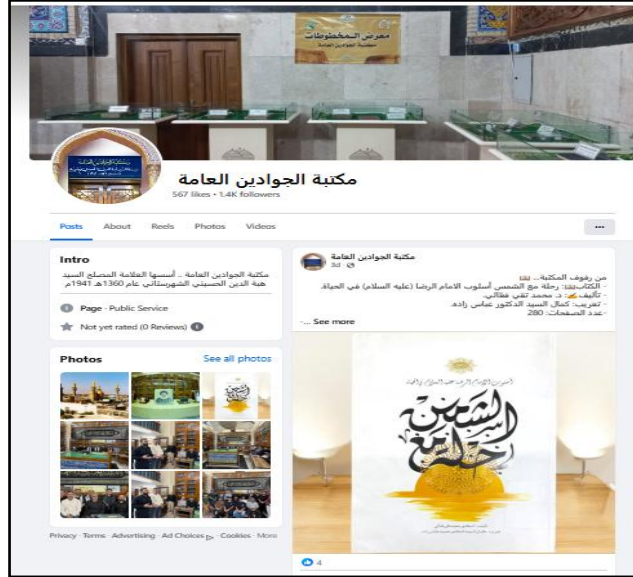 معرض المخطوطات
مكتبة الجوادين العامة
مكتبة الجوادين العامة
567 likes • 1.4K followers
Posts About Reels Photos Videos
Intro
مكتبة الجوادين العامة .. أسسها العلامة المصلح السيد
هبة الدين الحسيني الشهرستاني عام 1360هـ 1941م
Page · Public Service
Not yet rated (0 Reviews)
Photos
See all photos
Privacy · Terms · Advertising · Ad Choices · Cookies · More
مكتبة الجوادين العامة
3d
من رفوف المكتبة...
- الكتاب: رحلة مع الشمس أسلوب الامام الرضا (عليه السلام) في الحياة.
- تأليف: د. محمد تقي فعالي.
- تعريب: كمال السيد الدكتور عباس زاده.
-عدد الصفحات: 280
-... See more
4